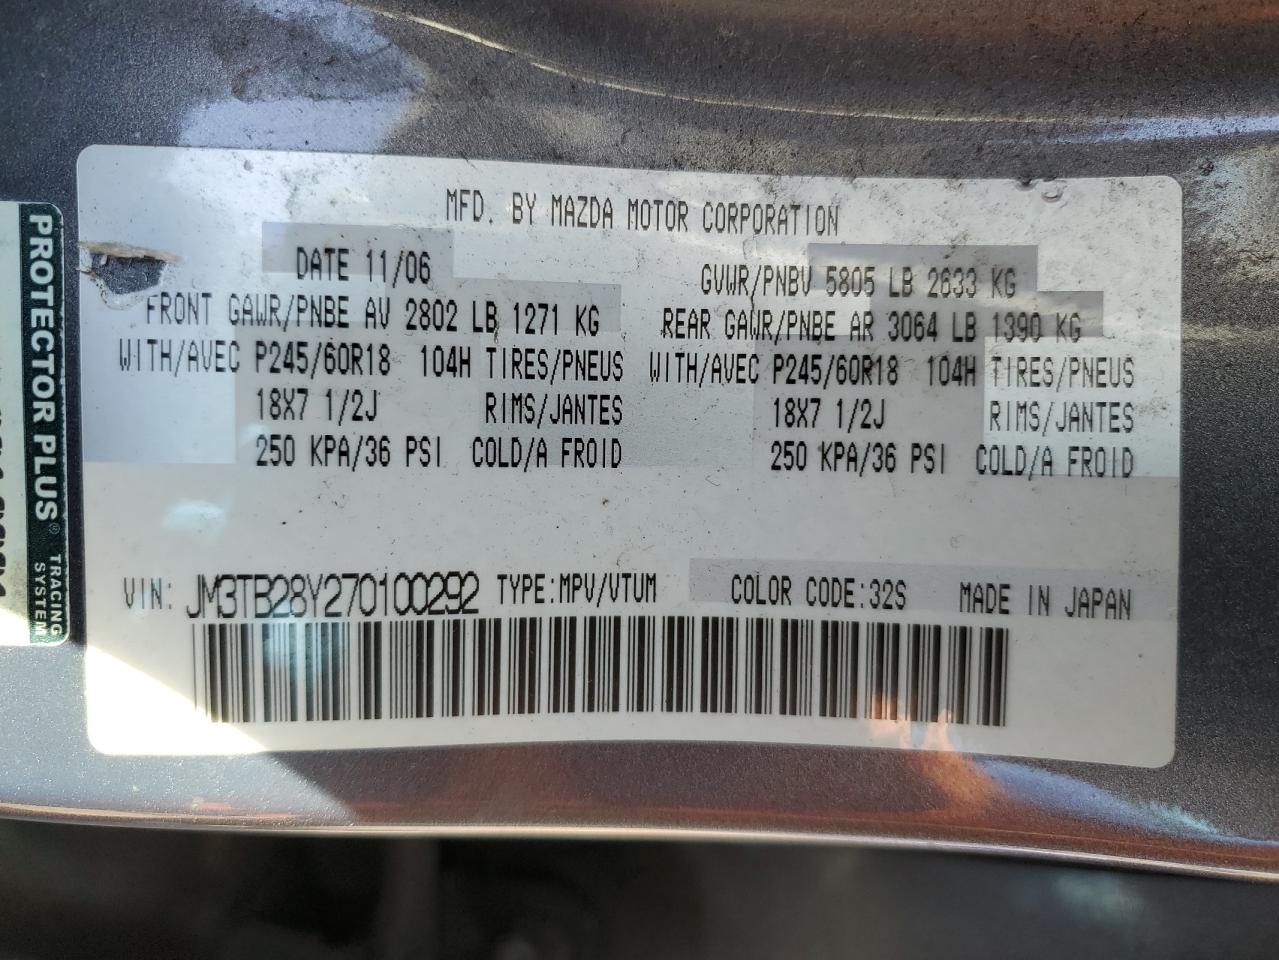 MFD. BY MAZDA MOTOR CORPORATION
DATE 11/06 GVWR/PNBV 5805 LB 2633 KG
FRONT GAWR/PNBE AV 2802 LB 1271 KG REAR GAWR/PNBE AR 3064 LB 1390 KG
WITH/AVEC P245/60R18 104H TIRES/PNEUS WITH/AVEC P245/60R18 104H TIRES/PNEUS
18X7 1/2J RIMS/JANTES 18X7 1/2J RIMS/JANTES
250 KPA/36 PSI COLD/A FROID 250 KPA/36 PSI COLD/A FROID
VIN: JM3TB28Y270100292 TYPE:MPV/VTUM COLOR CODE:32S MADE IN JAPAN
PROTECTOR PLUS® TRACING
SYSTEM